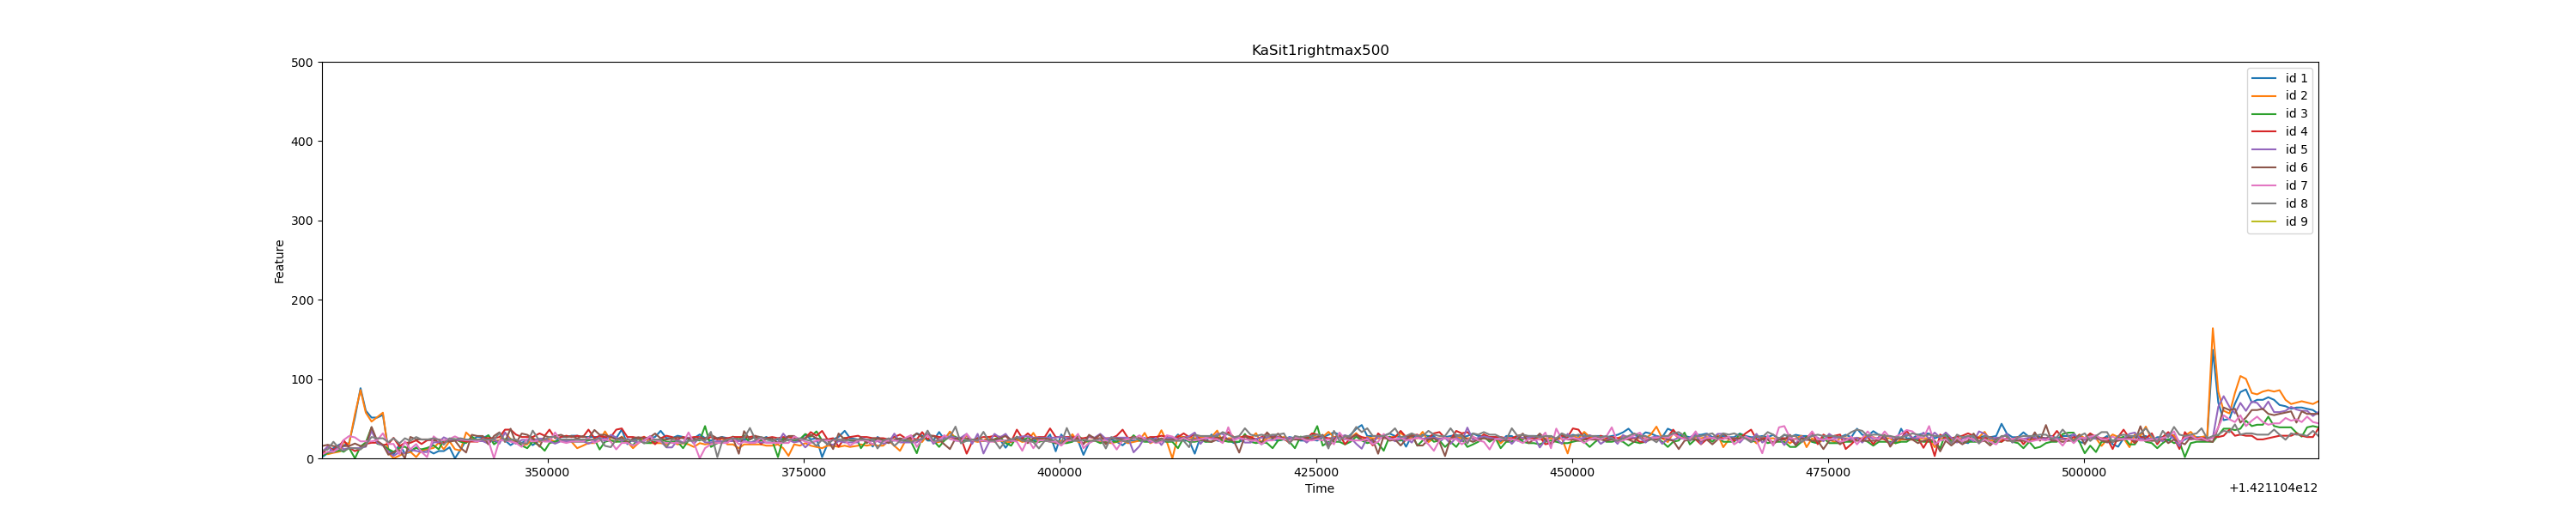 KaSit1rightmax500
500
400
300
200
100
0
Feature
350000
375000
400000
425000
450000
475000
500000
Time
+1.421104e12
id 1
id 2
id 3
id 4
id 5
id 6
id 7
id 8
id 9